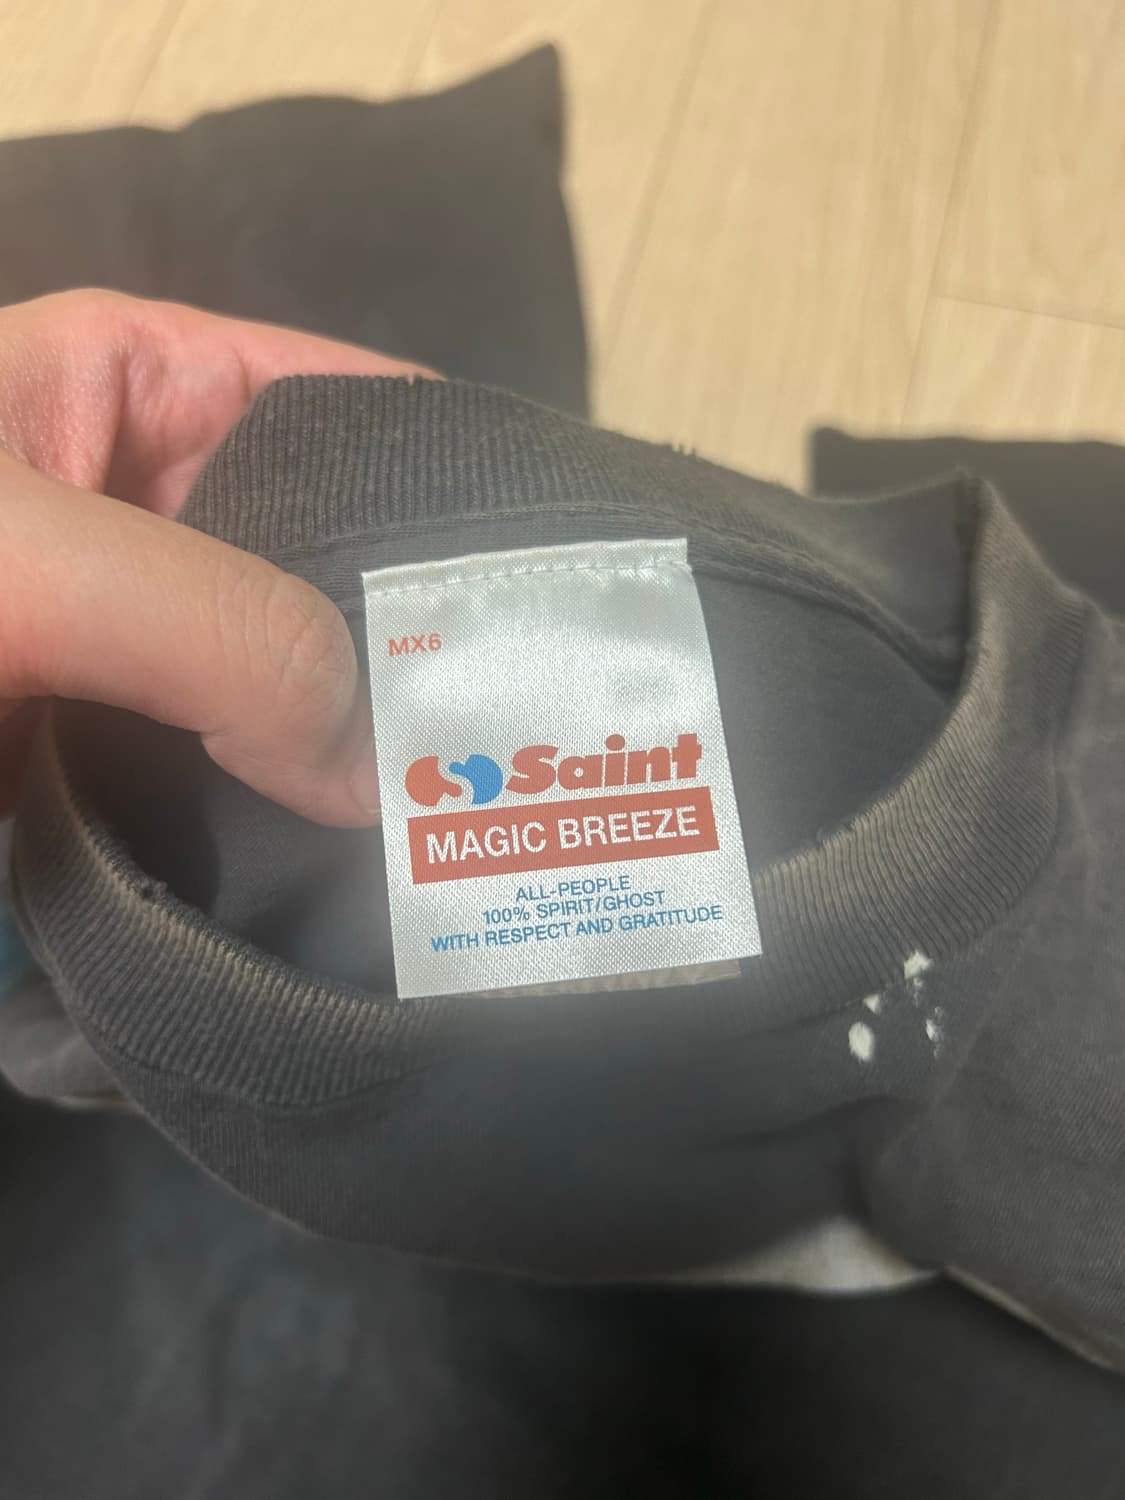 MX6
Saint
MAGIC BREEZE
ALL-PEOPLE
100% SPIRIT/GHOST
WITH RESPECT AND GRATITUDE